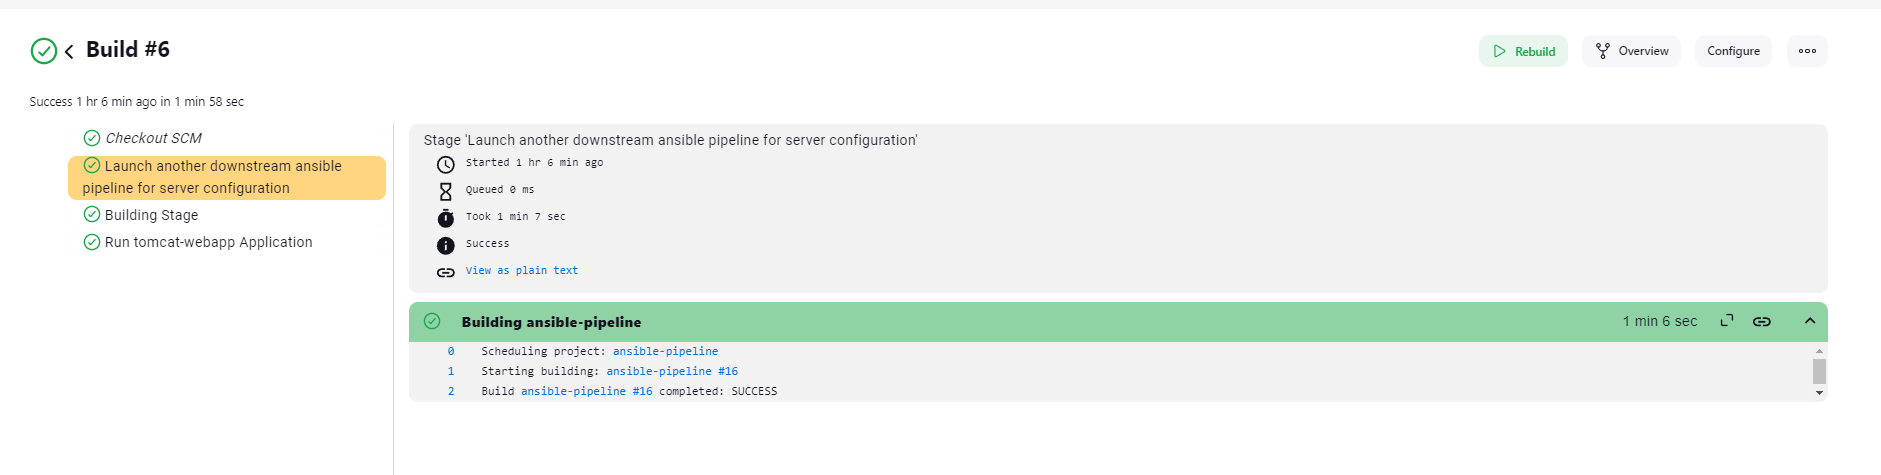 Build #6
Rebuild
Overview
Configure
Success 1 hr 6 min ago in 1 min 58 sec
Checkout SCM
Launch another downstream ansible
pipeline for server configuration
Building Stage
Run tomcat-webapp Application
Stage 'Launch another downstream ansible pipeline for server configuration'
Started 1 hr 6 min ago
Queued 0 ms
Took 1 min 7 sec
Success
View as plain text
Building ansible-pipeline
1 min 6 sec
0 Scheduling project: ansible-pipeline
1 Starting building: ansible-pipeline #16
2 Build ansible-pipeline #16 completed: SUCCESS